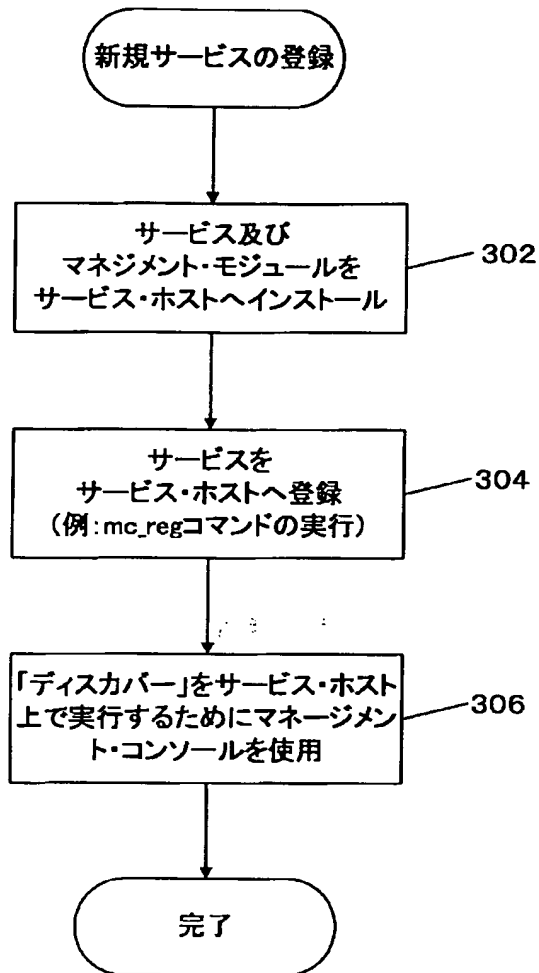 新規サービスの登録
サービス及び
マネジメント・モジュールを
サービス・ホストへインストール
302
サービスを
サービス・ホストへ登録
(例:mc_regコマンドの実行)
304
「ディスカバー」をサービス・ホスト
上で実行するためにマネージメン
ト・コンソールを使用
306
完了